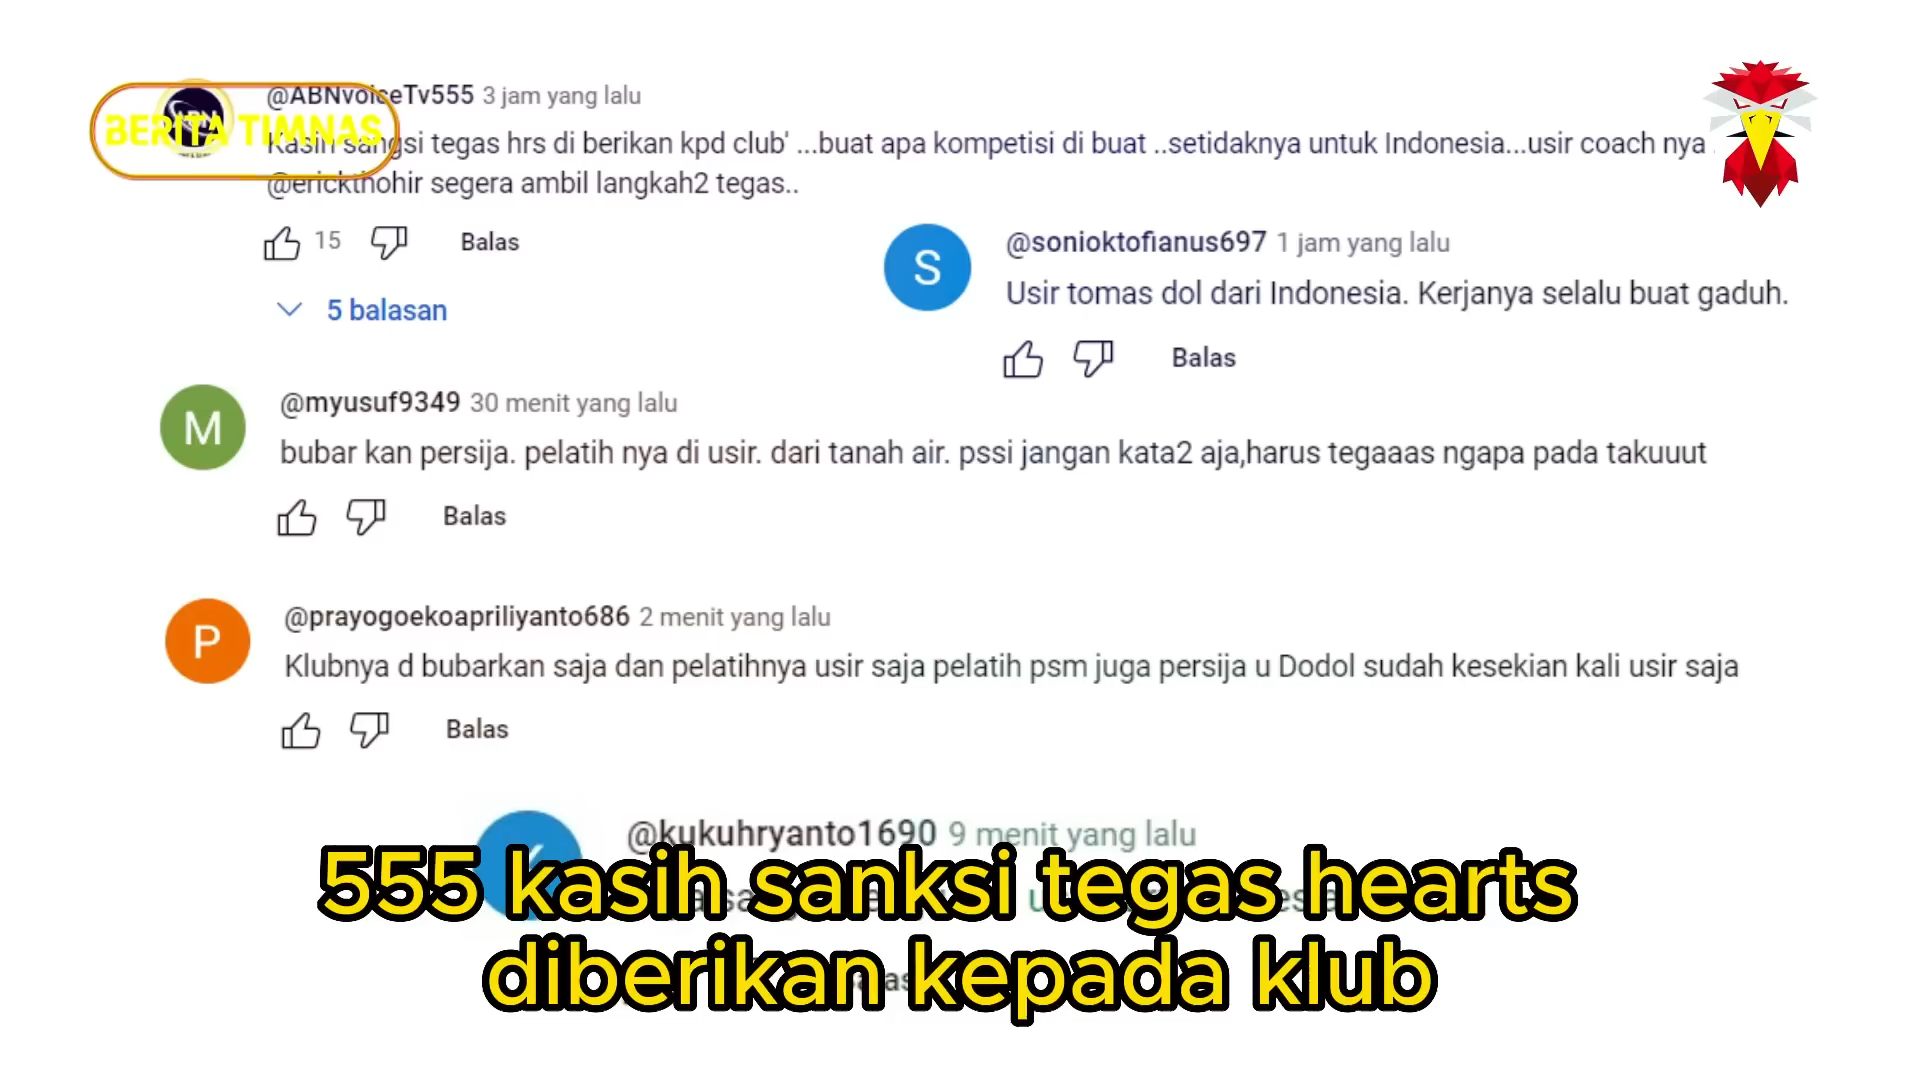 BERITA TIMNAS
@ABNvoiceTv555 3 jam yang lalu
Kasih sangsi tegas hrs di berikan kpd club' ...buat apa kompetisi di buat ..setidaknya untuk Indonesia...usir coach nya
@erickthohir segera ambil langkah2 tegas..
15 Balas
5 balasan
S
@sonioktofianus697 1 jam yang lalu
Usir tomas dol dari Indonesia. Kerjanya selalu buat gaduh.
Balas
M
@myusuf9349 30 menit yang lalu
bubar kan persija. pelatih nya di usir. dari tanah air. pssi jangan kata2 aja,harus tegaaas ngapa pada takuuut
Balas
P
@prayogoekoapriliyanto686 2 menit yang lalu
Klubnya d bubarkan saja dan pelatihnya usir saja pelatih psm juga persija u Dodol sudah kesekian kali usir saja
Balas
@kukuhryanto1690 9 menit yang lalu
555 kasih sanksi tegas hearts
diberikan kepada klub